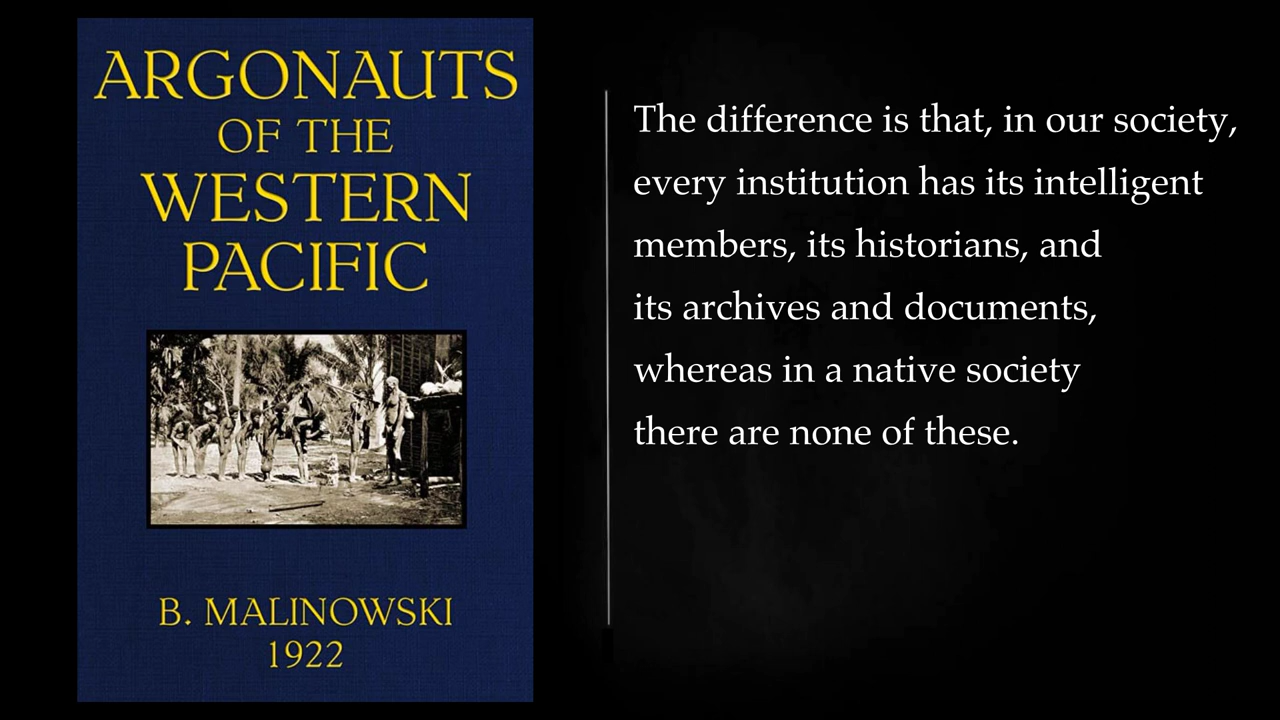 ARGONAUTS
OF THE
WESTERN
PACIFIC
B. MALINOWSKI
1922
The difference is that, in our society,
every institution has its intelligent
members, its historians, and
its archives and documents,
whereas in a native society
there are none of these.